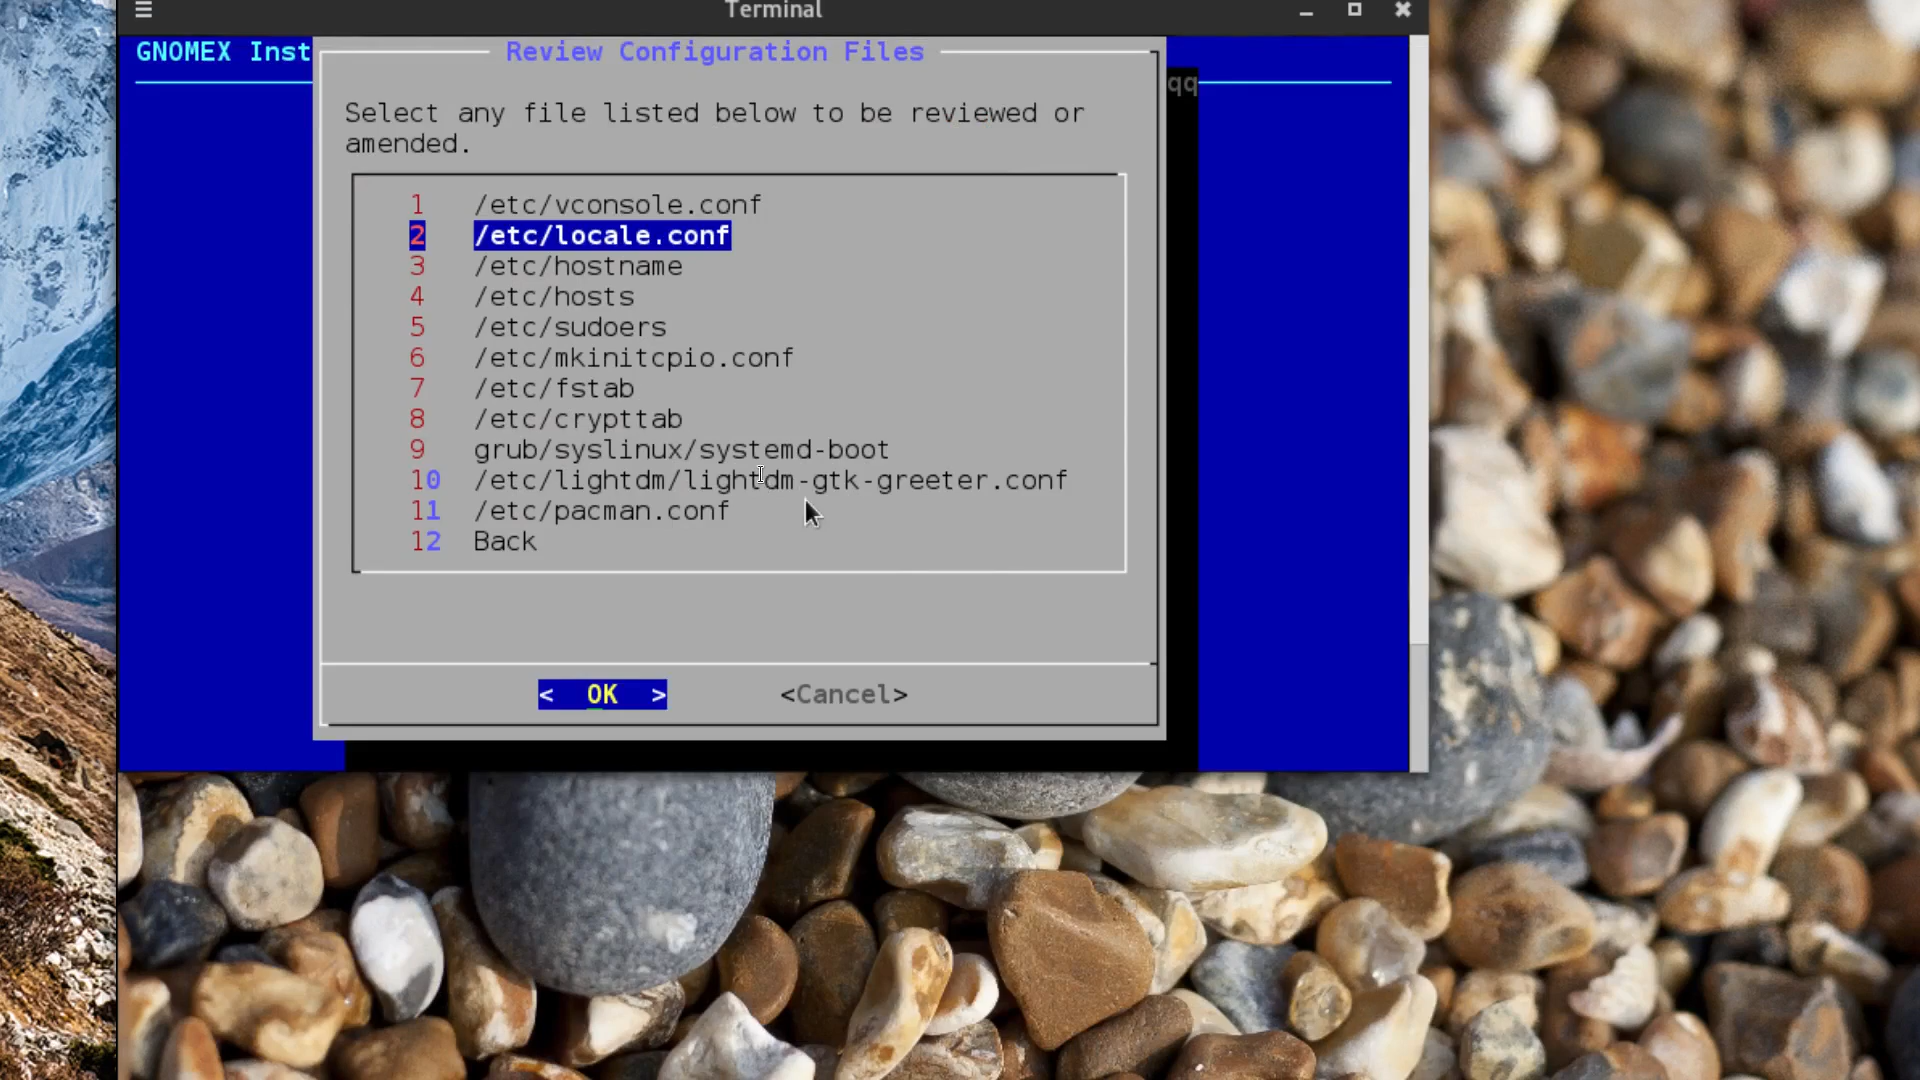 Terminal
GNOMEX Inst
Review Configuration Files
qq
Select any file listed below to be reviewed or
amended.
1 /etc/vconsole.conf
2 /etc/locale.conf
3 /etc/hostname
4 /etc/hosts
5 /etc/sudoers
6 /etc/mkinitcpio.conf
7 /etc/fstab
8 /etc/crypttab
9 grub/syslinux/systemd-boot
10 /etc/lightdm/lightdm-gtk-greeter.conf
11 /etc/pacman.conf
12 Back
< OK > <Cancel>